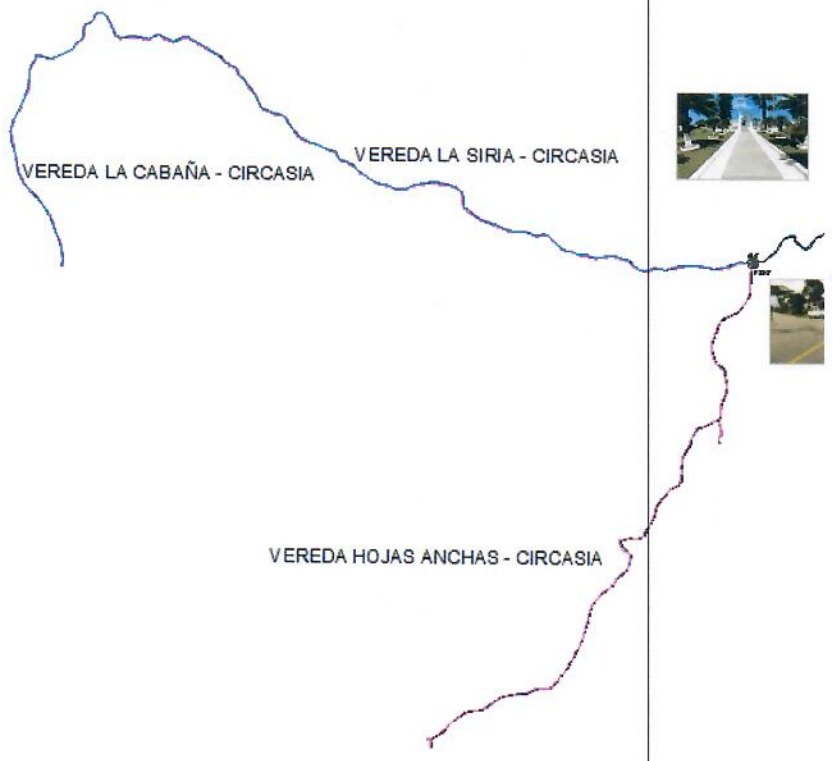 VEREDA LA SIRIA - CIRCASIA
VEREDA LA CABAÑA - CIRCASIA
VEREDA HOJAS ANCHAS - CIRCASIA